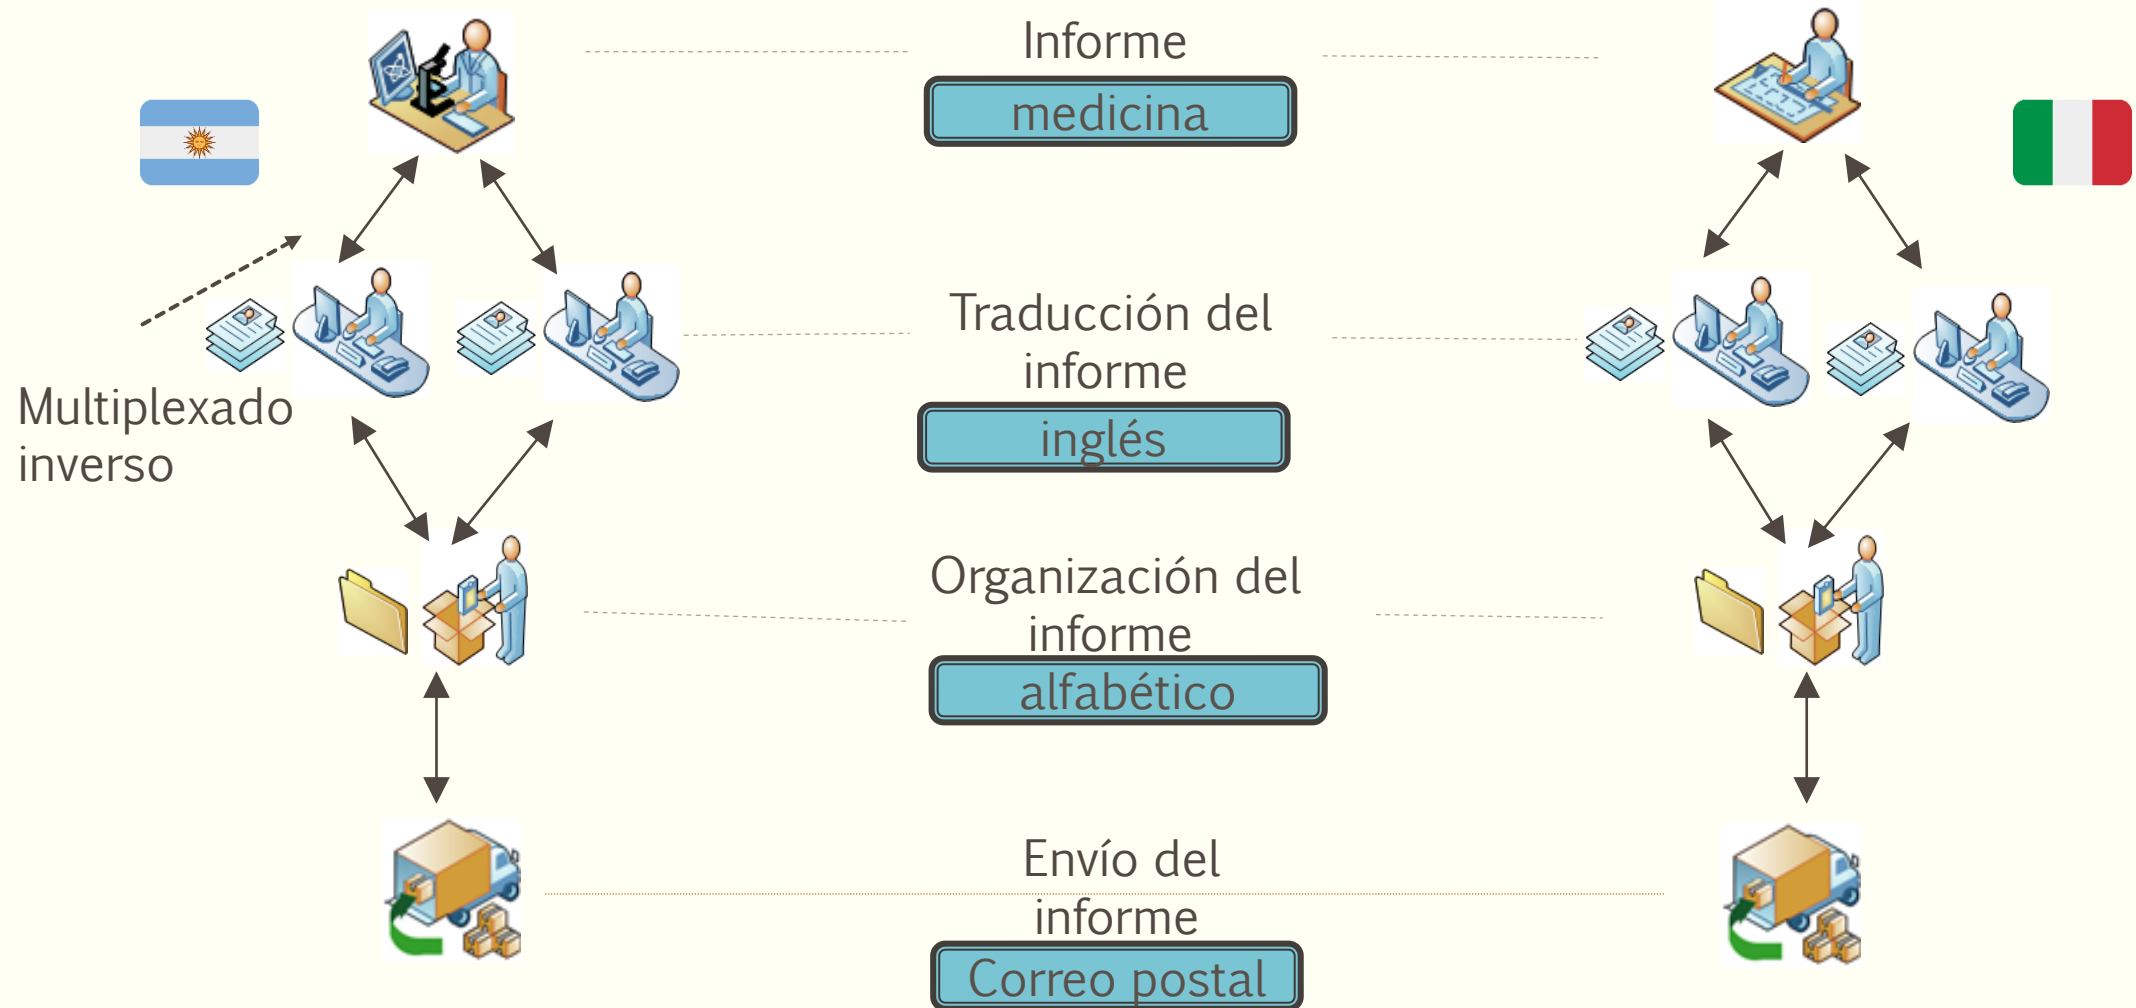 Informe
medicina
Traducción del
informe
inglés
Multiplexado
inverso
Organización del
informe
alfabético
Envío del
informe
Correo postal